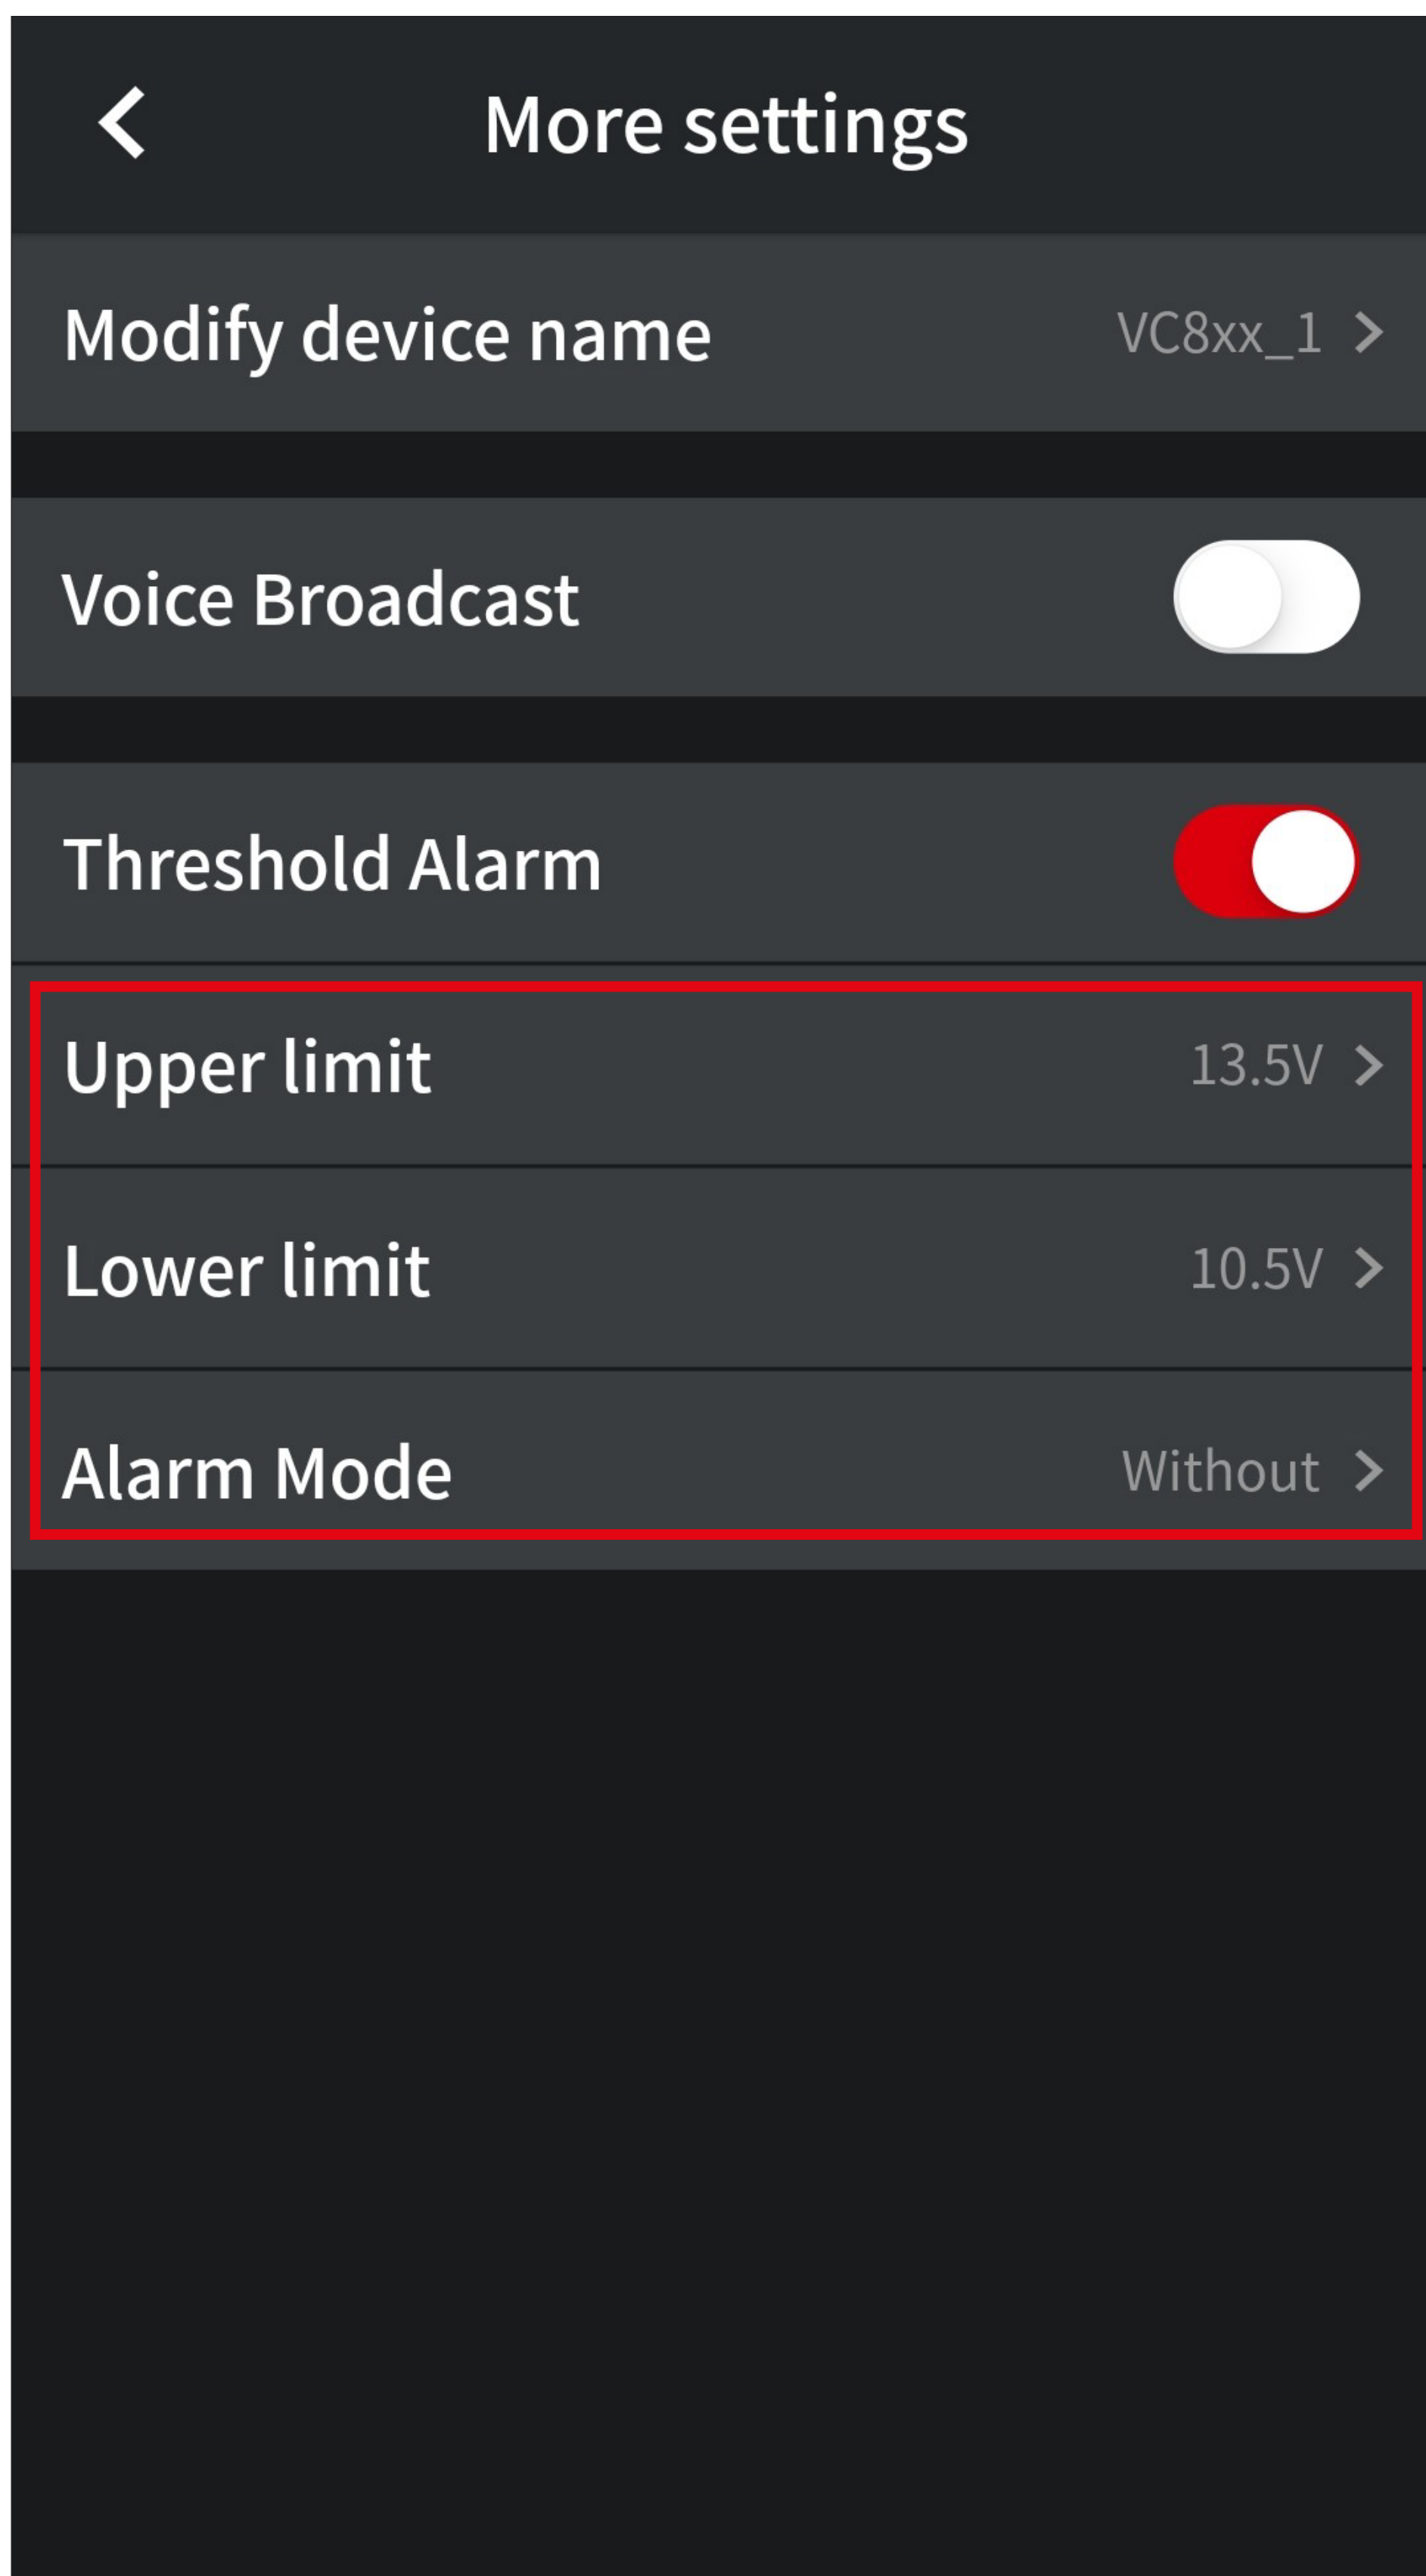 More settings
Modify device name VC8xx_1
Voice Broadcast
Threshold Alarm
Upper limit 13.5V
Lower limit 10.5V
Alarm Mode Without